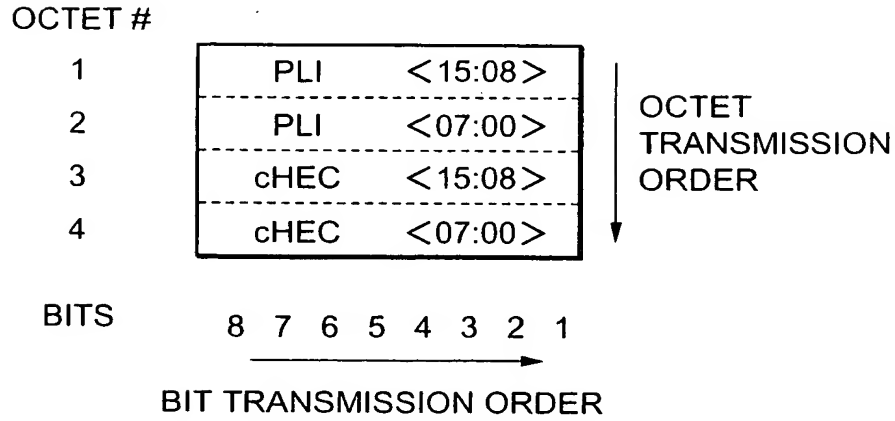 OCTET #
1 PLI <15:08>
2 PLI <07:00>
3 cHEC <15:08>
4 cHEC <07:00>
OCTET
TRANSMISSION
ORDER
BITS 8 7 6 5 4 3 2 1
BIT TRANSMISSION ORDER